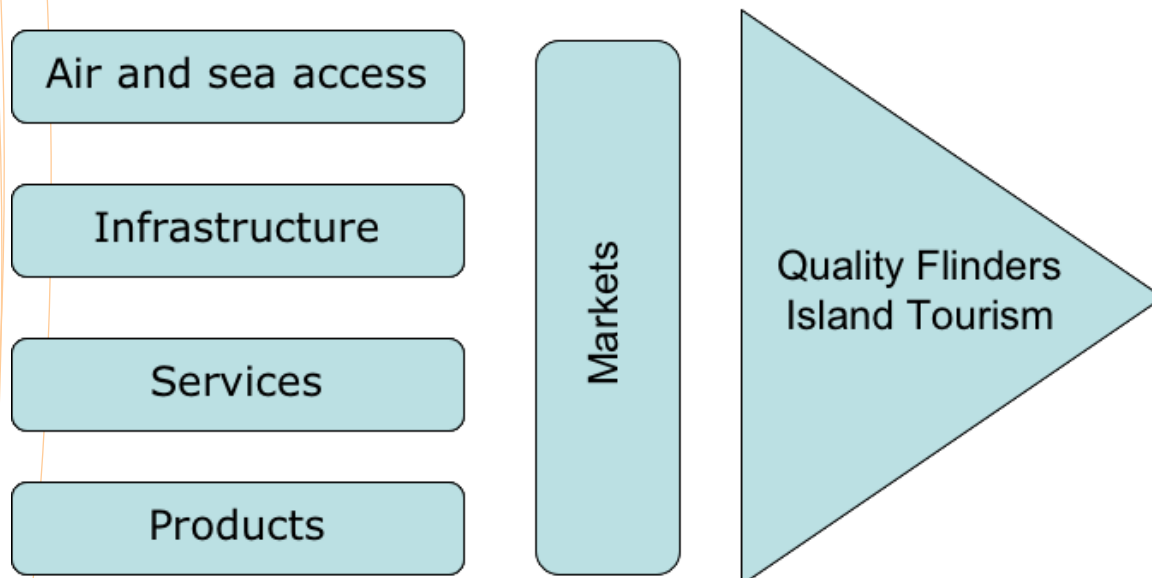 Air and sea access
Infrastructure
Services
Products
Markets
Quality Flinders
Island Tourism